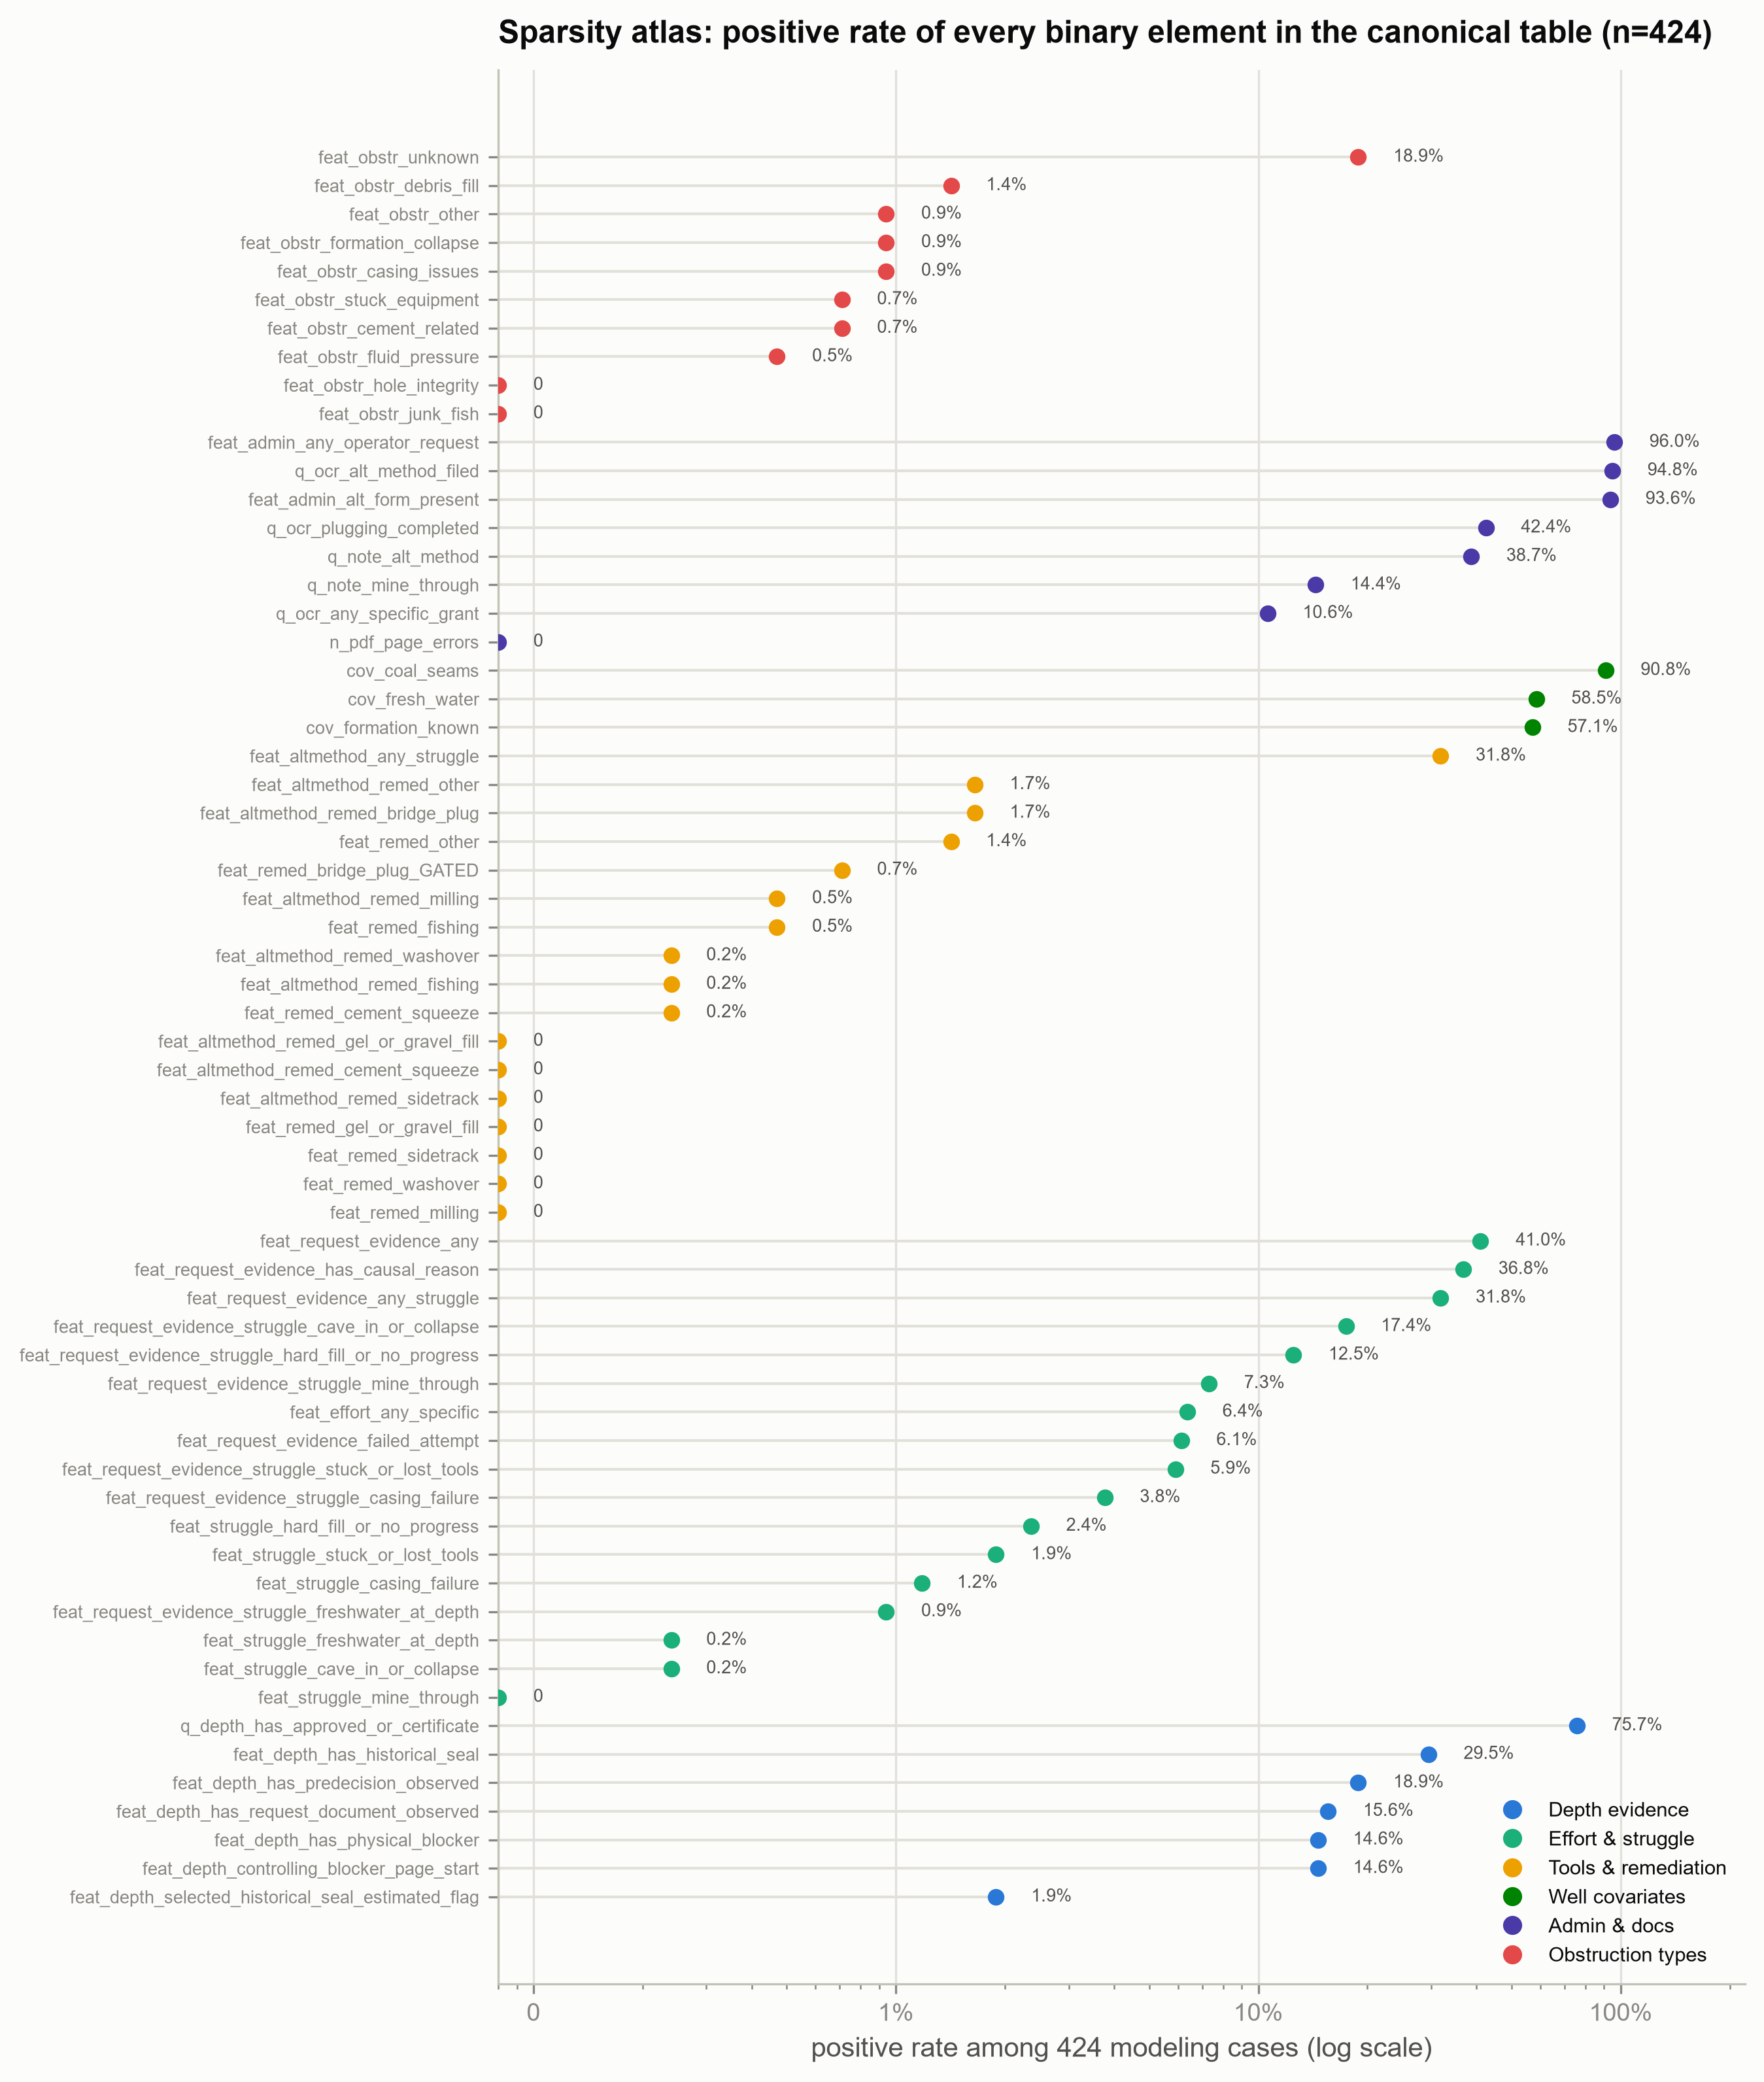 Sparsity atlas: positive rate of every binary element in the canonical table (n=424)
feat_obstr_unknown 18.9%
feat_obstr_debris_fill 1.4%
feat_obstr_other 0.9%
feat_obstr_formation_collapse 0.9%
feat_obstr_casing_issues 0.9%
feat_obstr_stuck_equipment 0.7%
feat_obstr_cement_related 0.7%
feat_obstr_fluid_pressure 0.5%
feat_obstr_hole_integrity 0
feat_obstr_junk_fish 0
feat_admin_any_operator_request 96.0%
q_ocr_alt_method_filed 94.8%
feat_admin_alt_form_present 93.6%
q_ocr_plugging_completed 42.4%
q_note_alt_method 38.7%
q_note_mine_through 14.4%
q_ocr_any_specific_grant 10.6%
n_pdf_page_errors 0
cov_coal_seams 90.8%
cov_fresh_water 58.5%
cov_formation_known 57.1%
feat_altmethod_any_struggle 31.8%
feat_altmethod_remed_other 1.7%
feat_altmethod_remed_bridge_plug 1.7%
feat_remed_other 1.4%
feat_remed_bridge_plug_GATED 0.7%
feat_altmethod_remed_milling 0.5%
feat_remed_fishing 0.5%
feat_altmethod_remed_washover 0.2%
feat_altmethod_remed_fishing 0.2%
feat_remed_cement_squeeze 0.2%
feat_altmethod_remed_gel_or_gravel_fill 0
feat_altmethod_remed_cement_squeeze 0
feat_altmethod_remed_sidetrack 0
feat_remed_gel_or_gravel_fill 0
feat_remed_sidetrack 0
feat_remed_washover 0
feat_remed_milling 0
feat_request_evidence_any 41.0%
feat_request_evidence_has_causal_reason 36.8%
feat_request_evidence_any_struggle 31.8%
feat_request_evidence_struggle_cave_in_or_collapse 17.4%
feat_request_evidence_struggle_hard_fill_or_no_progress 12.5%
feat_request_evidence_struggle_mine_through 7.3%
feat_effort_any_specific 6.4%
feat_request_evidence_failed_attempt 6.1%
feat_request_evidence_struggle_stuck_or_lost_tools 5.9%
feat_request_evidence_struggle_casing_failure 3.8%
feat_struggle_hard_fill_or_no_progress 2.4%
feat_struggle_stuck_or_lost_tools 1.9%
feat_struggle_casing_failure 1.2%
feat_request_evidence_struggle_freshwater_at_depth 0.9%
feat_struggle_freshwater_at_depth 0.2%
feat_struggle_cave_in_or_collapse 0.2%
feat_struggle_mine_through 0
q_depth_has_approved_or_certificate 75.7%
feat_depth_has_historical_seal 29.5%
feat_depth_has_predecision_observed 18.9%
feat_depth_has_request_document_observed 15.6%
feat_depth_has_physical_blocker 14.6%
feat_depth_controlling_blocker_page_start 14.6%
feat_depth_selected_historical_seal_estimated_flag 1.9%
Depth evidence
Effort & struggle
Tools & remediation
Well covariates
Admin & docs
Obstruction types
0 1% 10% 100%
positive rate among 424 modeling cases (log scale)